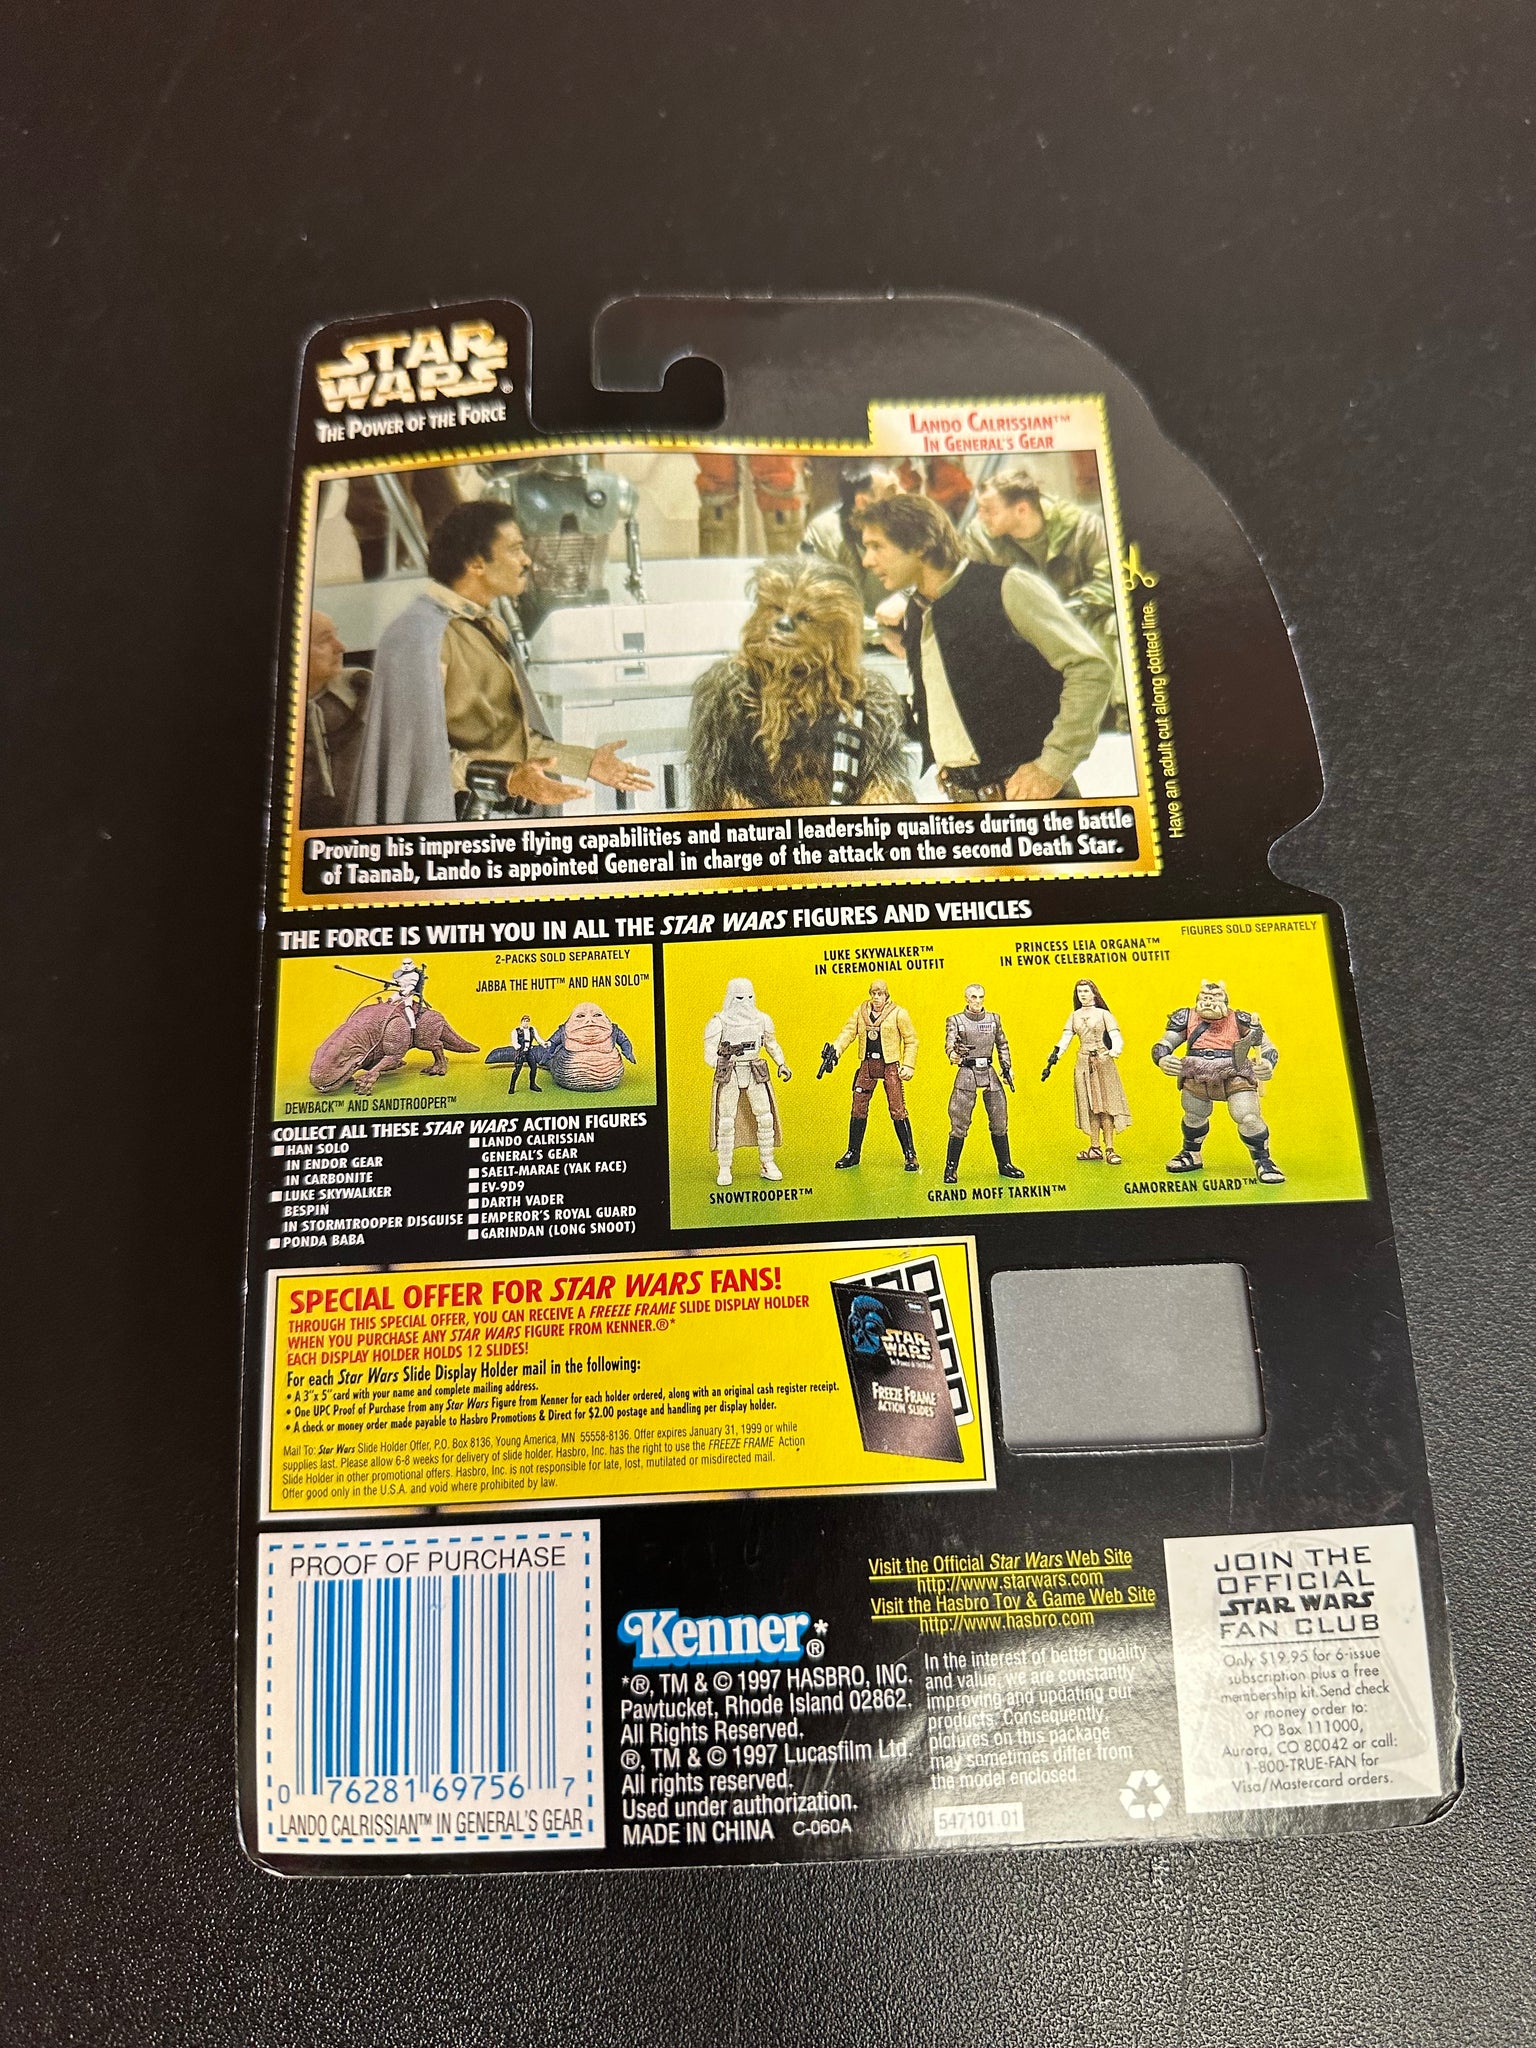 STAR
WARS®
THE POWER OF THE FORCE
LANDO CALRISSIAN™
IN GENERAL'S GEAR
Have an adult cut along dotted line.
Proving his impressive flying capabilities and natural leadership qualities during the battle
of Taanab, Lando is appointed General in charge of the attack on the second Death Star.
THE FORCE IS WITH YOU IN ALL THE STAR WARS FIGURES AND VEHICLES
2-PACKS SOLD SEPARATELY
JABBA THE HUTT™ AND HAN SOLO™
DEWBACK™ AND SANDTROOPER™
FIGURES SOLD SEPARATELY
LUKE SKYWALKER™
IN CEREMONIAL OUTFIT
PRINCESS LEIA ORGANA™
IN EWOK CELEBRATION OUTFIT
SNOWTROOPER™
GRAND MOFF TARKIN™
GAMORREAN GUARD™
COLLECT ALL THESE STAR WARS ACTION FIGURES
HAN SOLO
IN ENDOR GEAR
IN CARBONITE
LUKE SKYWALKER
BESPIN
IN STORMTROOPER DISGUISE
PONDA BABA
LANDO CALRISSIAN
GENERAL'S GEAR
SAELT-MARAE (YAK FACE)
EV-9D9
DARTH VADER
EMPEROR'S ROYAL GUARD
GARINDAN (LONG SNOOT)
SPECIAL OFFER FOR STAR WARS FANS!
THROUGH THIS SPECIAL OFFER, YOU CAN RECEIVE A FREEZE FRAME SLIDE DISPLAY HOLDER
WHEN YOU PURCHASE ANY STAR WARS FIGURE FROM KENNER.®*
EACH DISPLAY HOLDER HOLDS 12 SLIDES!
For each Star Wars Slide Display Holder mail in the following:
• A 3"x 5" card with your name and complete mailing address.
• One UPC Proof of Purchase from any Star Wars Figure from Kenner for each holder ordered, along with an original cash register receipt.
• A check or money order made payable to Hasbro Promotions & Direct for $2.00 postage and handling per display holder.
Mail To: Star Wars Slide Holder Offer, P.O. Box 8136, Young America, MN 55558-8136. Offer expires January 31, 1999 or while
supplies last. Please allow 6-8 weeks for delivery of slide holder. Hasbro, Inc. has the right to use the FREEZE FRAME Action
Slide Holder in other promotional offers. Hasbro, Inc. is not responsible for late, lost, mutilated or misdirected mail.
Offer good only in the U.S.A. and void where prohibited by law.
Kenner
STAR
WARS
FREEZE FRAME
ACTION SLIDES
PROOF OF PURCHASE
0 76281 69756 7
LANDO CALRISSIAN™ IN GENERAL'S GEAR
Kenner*®
*®, TM & © 1997 HASBRO, INC.
Pawtucket, Rhode Island 02862.
All Rights Reserved.
®, TM & © 1997 Lucasfilm Ltd.
All rights reserved.
Used under authorization.
MADE IN CHINA C-060A
Visit the Official Star Wars Web Site
http://www.starwars.com
Visit the Hasbro Toy & Game Web Site
http://www.hasbro.com
In the interest of better quality
and value, we are constantly
improving and updating our
products. Consequently,
pictures on this package
may sometimes differ from
the model enclosed.
547101.01
JOIN THE
OFFICIAL
STAR WARS
FAN CLUB
Only $19.95 for 6-issue
subscription plus a free
membership kit. Send check
or money order to:
PO Box 111000,
Aurora, CO 80042 or call:
1-800-TRUE-FAN for
Visa/Mastercard orders.